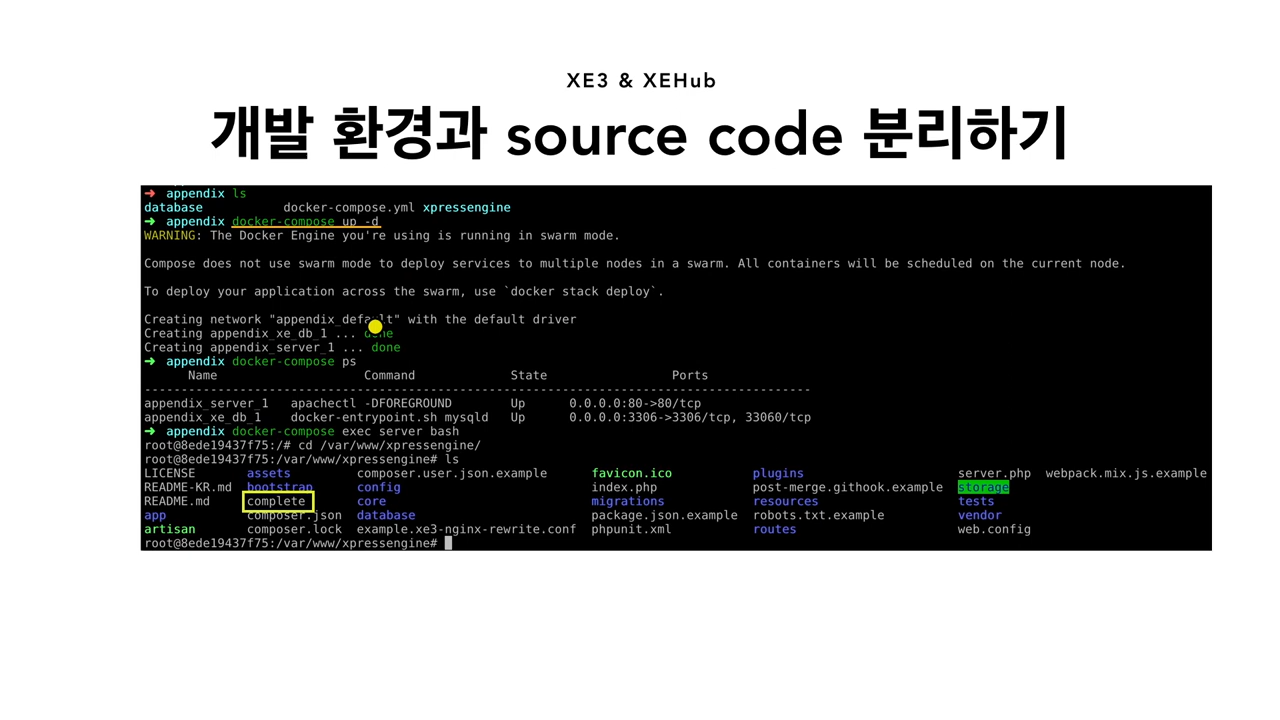 XE3 & XEHub
개발 환경과 source code 분리하기
➜ appendix ls
database docker-compose.yml xpressengine
➜ appendix docker-compose up -d
WARNING: The Docker Engine you're using is running in swarm mode.
Compose does not use swarm mode to deploy services to multiple nodes in a swarm. All containers will be scheduled on the current node.
To deploy your application across the swarm, use `docker stack deploy`.
Creating network "appendix_default" with the default driver
Creating appendix_xe_db_1 ... done
Creating appendix_server_1 ... done
➜ appendix docker-compose ps
Name Command State Ports
--------------------------------------------------------------------------------------------
appendix_server_1 apachectl -DFOREGROUND Up 0.0.0.0:80->80/tcp
appendix_xe_db_1 docker-entrypoint.sh mysqld Up 0.0.0.0:3306->3306/tcp, 33060/tcp
➜ appendix docker-compose exec server bash
root@8ede19437f75:/# cd /var/www/xpressengine/
root@8ede19437f75:/var/www/xpressengine# ls
LICENSE assets composer.user.json.example favicon.ico plugins server.php webpack.mix.js.example
README-KR.md bootstrap config index.php post-merge.githook.example storage
README.md complete core migrations resources tests
app composer.json database package.json.example robots.txt.example vendor
artisan composer.lock example.xe3-nginx-rewrite.conf phpunit.xml routes web.config
root@8ede19437f75:/var/www/xpressengine#